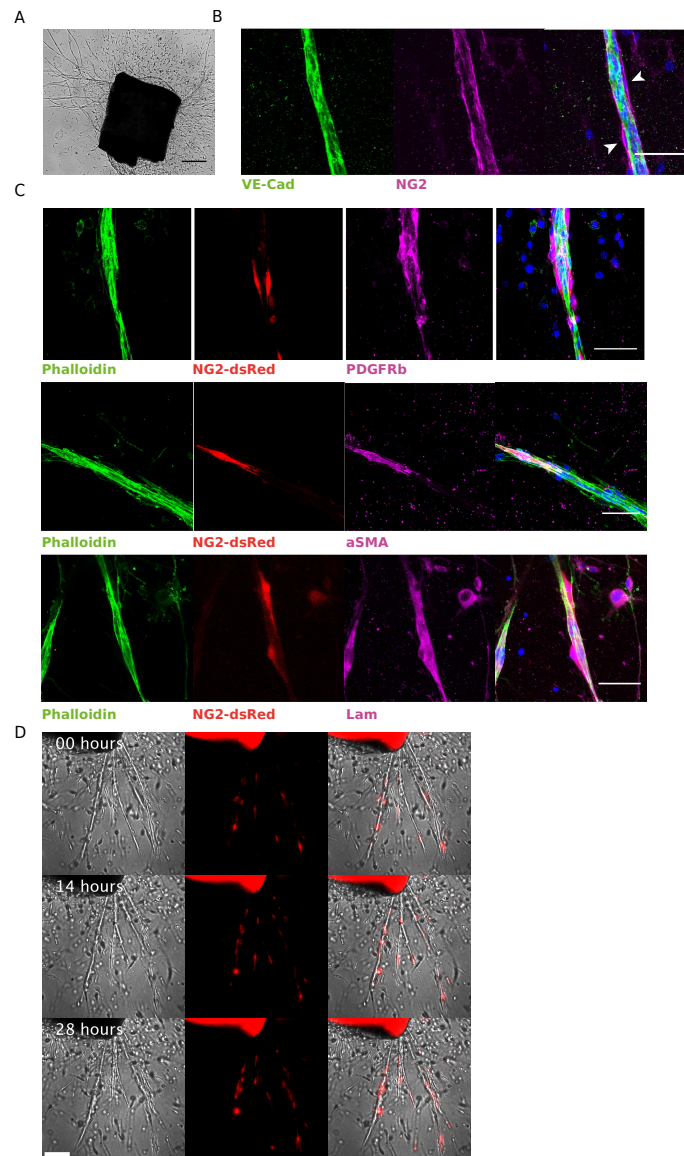 A
B
VE-Cad NG2
C
Phalloidin NG2-dsRed PDGFRb
Phalloidin NG2-dsRed aSMA
Phalloidin NG2-dsRed Lam
D
00 hours
14 hours
28 hours